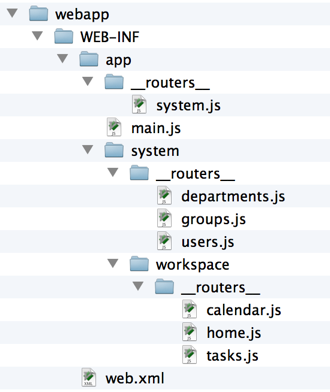 webapp
WEB-INF
app
__routers__
system.js
main.js
system
__routers__
departments.js
groups.js
users.js
workspace
__routers__
calendar.js
home.js
tasks.js
web.xml